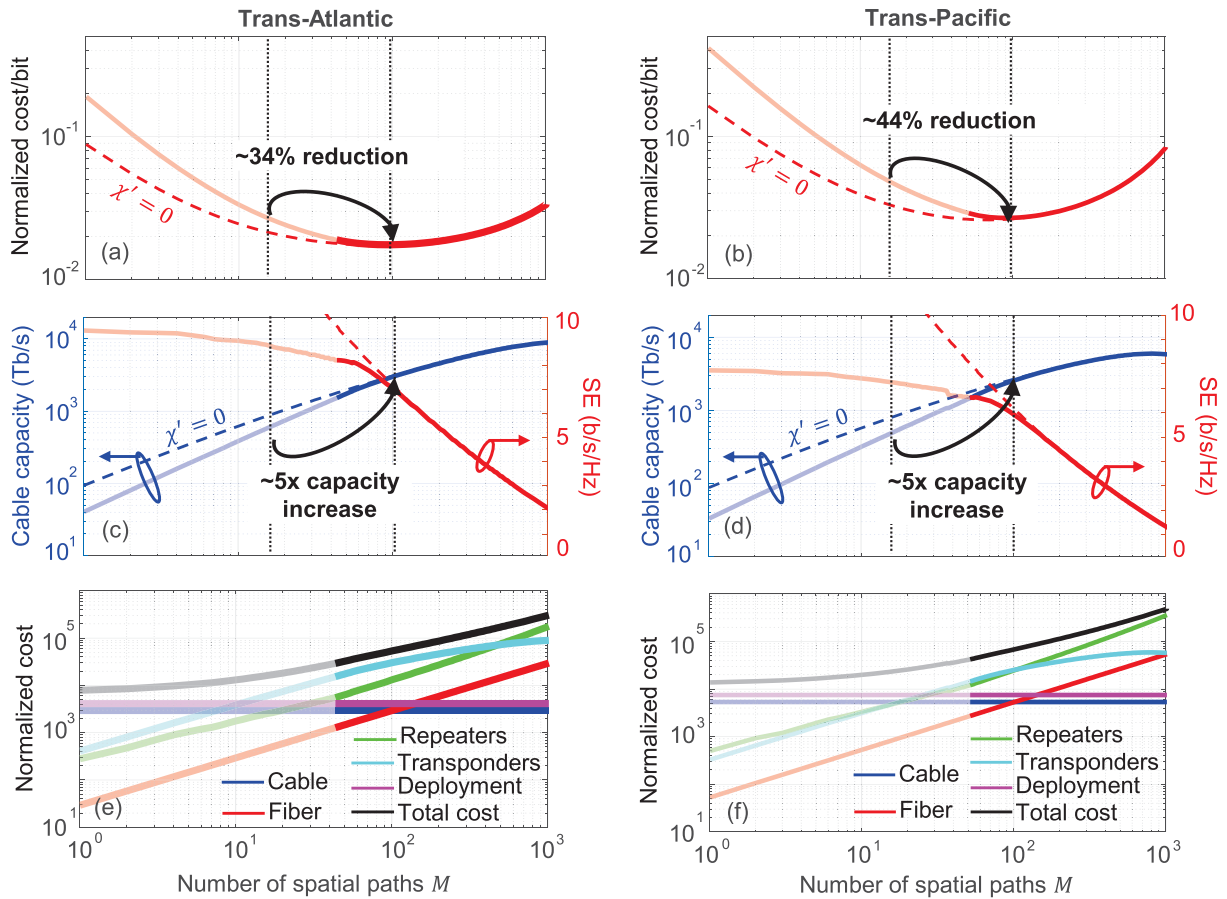 Trans-Atlantic
Trans-Pacific
Normalized cost/bit
10^-1
10^-2
~34% reduction
χ′ = 0
(a)
Normalized cost/bit
10^-1
10^-2
~44% reduction
χ′ = 0
(b)
Cable capacity (Tb/s)
10^4
10^3
10^2
10^1
χ′ = 0
~5x capacity
increase
(c)
10
5
0
SE (b/s/Hz)
Cable capacity (Tb/s)
10^4
10^3
10^2
10^1
χ′ = 0
~5x capacity
increase
(d)
10
5
0
SE (b/s/Hz)
Normalized cost
10^5
10^3
10^1
(e)
Cable
Fiber
Repeaters
Transponders
Deployment
Total cost
10^0 10^1 10^2 10^3
Number of spatial paths M
Normalized cost
10^5
10^3
10^1
(f)
Cable
Fiber
Repeaters
Transponders
Deployment
Total cost
10^0 10^1 10^2 10^3
Number of spatial paths M